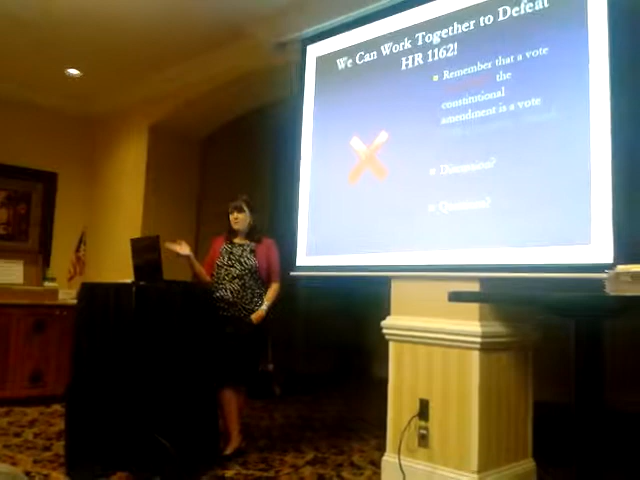 We Can Work Together to Defeat
HR 1162!
Remember that a vote
the
constitutional
amendment is a vote
Discussion?
Questions?